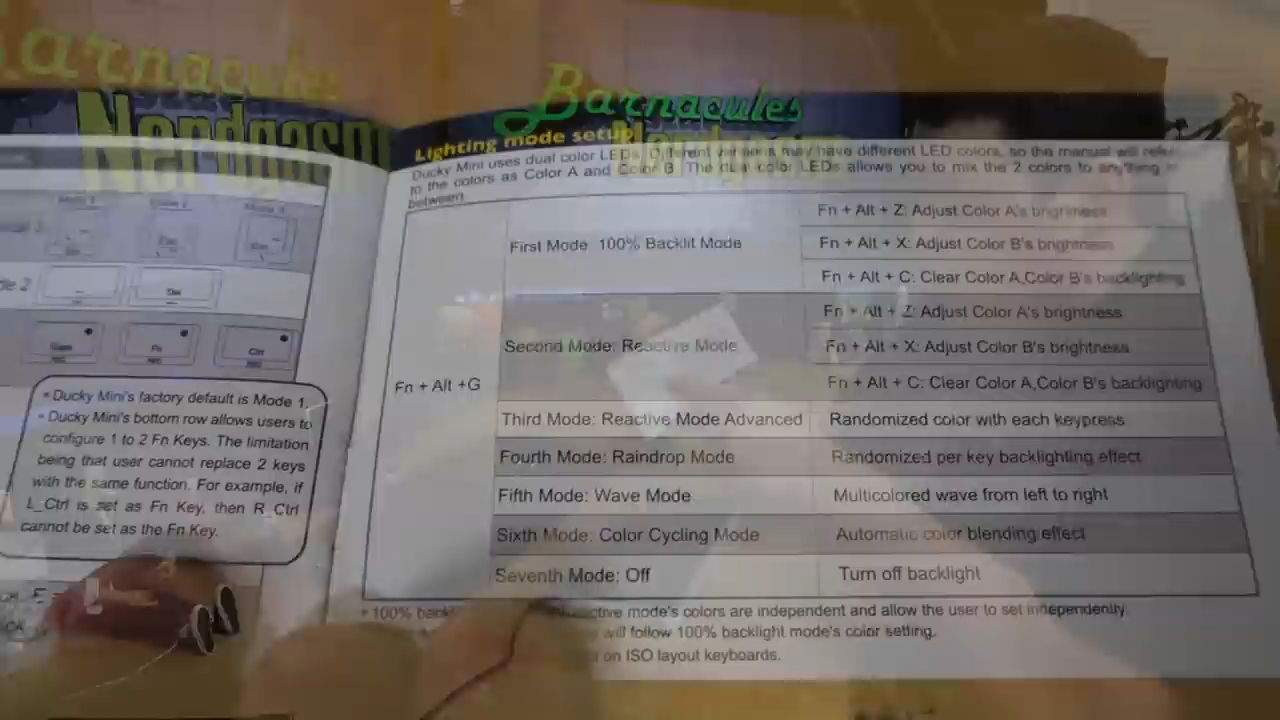 Barnacules
Nerdgasm
Barnacules
Lighting mode setup
Ducky Mini uses dual color LEDs. Different versions may have different LED colors, so the manual will refer
to the colors as Color A and Color B. The dual color LEDs allows you to mix the 2 colors to anything in
between.
Fn + Alt +G
First Mode 100% Backlit Mode
Fn + Alt + Z: Adjust Color A's brightness
Fn + Alt + X: Adjust Color B's brightness
Fn + Alt + C: Clear Color A,Color B's backlighting
Second Mode: Reactive Mode
Fn + Alt + Z: Adjust Color A's brightness
Fn + Alt + X: Adjust Color B's brightness
Fn + Alt + C: Clear Color A,Color B's backlighting
Third Mode: Reactive Mode Advanced
Randomized color with each keypress
Fourth Mode: Raindrop Mode
Randomized per key backlighting effect
Fifth Mode: Wave Mode
Multicolored wave from left to right
Sixth Mode: Color Cycling Mode
Automatic color blending effect
Seventh Mode: Off
Turn off backlight
mode's colors are independent and allow the user to set independently.
will follow 100% backlight mode's color setting.
on ISO layout keyboards.
Caps
Fn
Ctrl
• Ducky Mini's factory default is Mode 1.
• Ducky Mini's bottom row allows users to
configure 1 to 2 Fn Keys. The limitation
being that user cannot replace 2 keys
with the same function. For example, if
L_Ctrl is set as Fn Key, then R_Ctrl
cannot be set as the Fn Key.